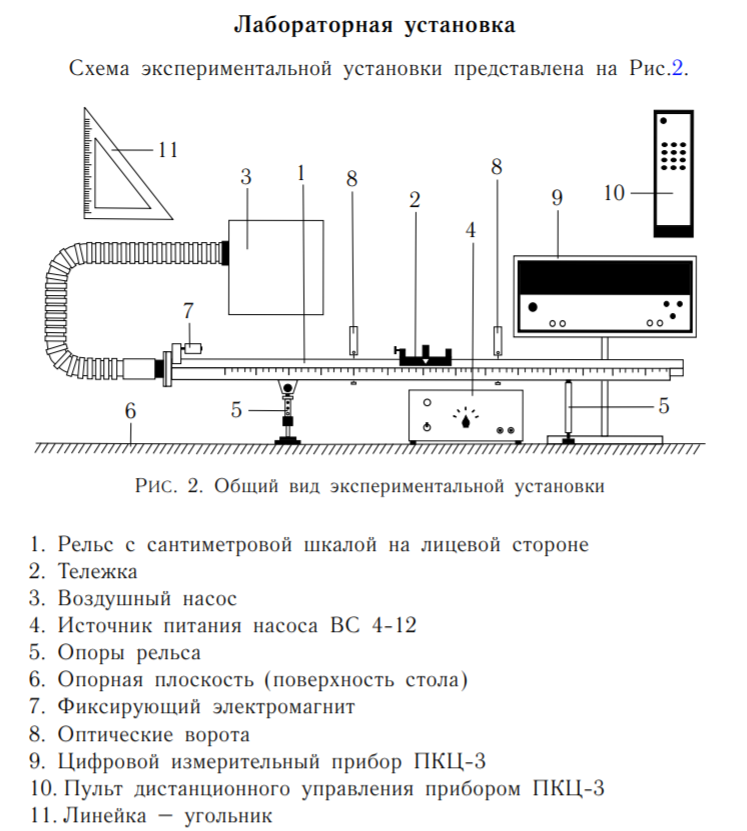 Лабораторная установка
Схема экспериментальной установки представлена на Рис.2.
11
3
1
8
2
8
4
9
10
7
6
5
5
Рис. 2. Общий вид экспериментальной установки
1. Рельс с сантиметровой шкалой на лицевой стороне
2. Тележка
3. Воздушный насос
4. Источник питания насоса ВС 4-12
5. Опоры рельса
6. Опорная плоскость (поверхность стола)
7. Фиксирующий электромагнит
8. Оптические ворота
9. Цифровой измерительный прибор ПКЦ-3
10. Пульт дистанционного управления прибором ПКЦ-3
11. Линейка – угольник